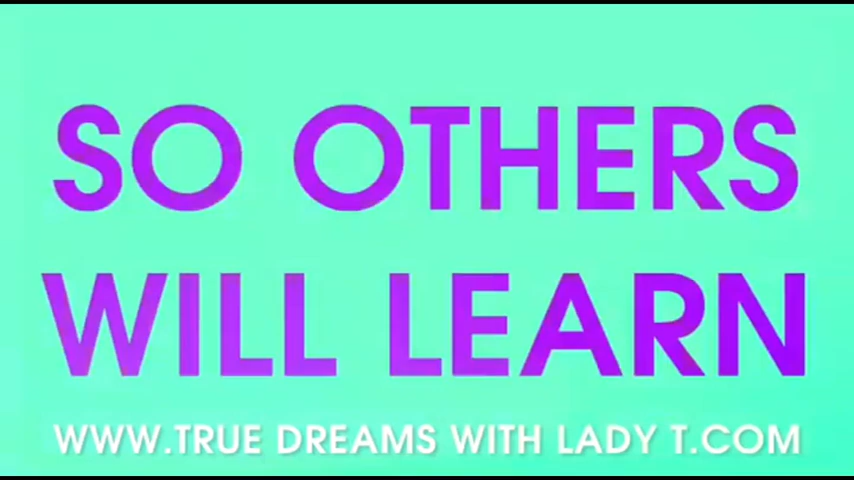 SO OTHERS
WILL LEARN
WWW.TRUE DREAMS WITH LADY T.COM